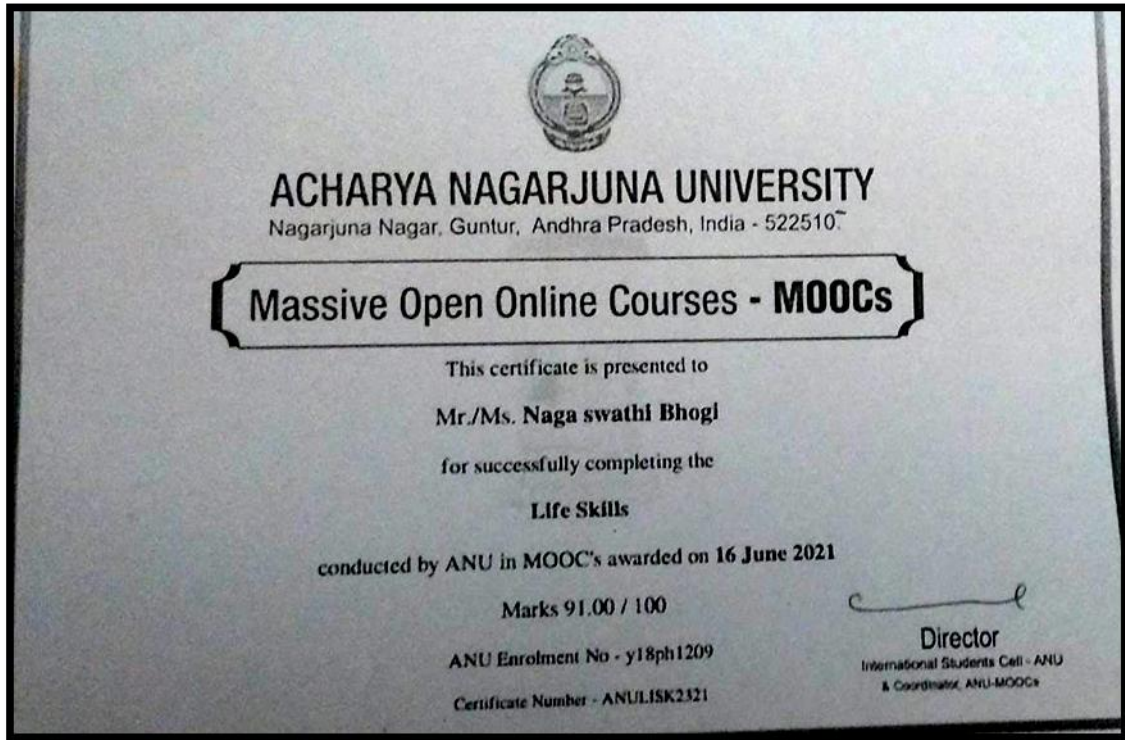 ACHARYA NAGARJUNA UNIVERSITY
Nagarjuna Nagar, Guntur, Andhra Pradesh, India - 522510.
Massive Open Online Courses - MOOCs
This certificate is presented to
Mr./Ms. Naga swathi Bhogi
for successfully completing the
Life Skills
conducted by ANU in MOOC's awarded on 16 June 2021
Marks 91.00 / 100
ANU Enrolment No - y18ph1209
Certificate Number - ANULISK2321
Director
International Students Cell - ANU
& Coordinator, ANU-MOOCs